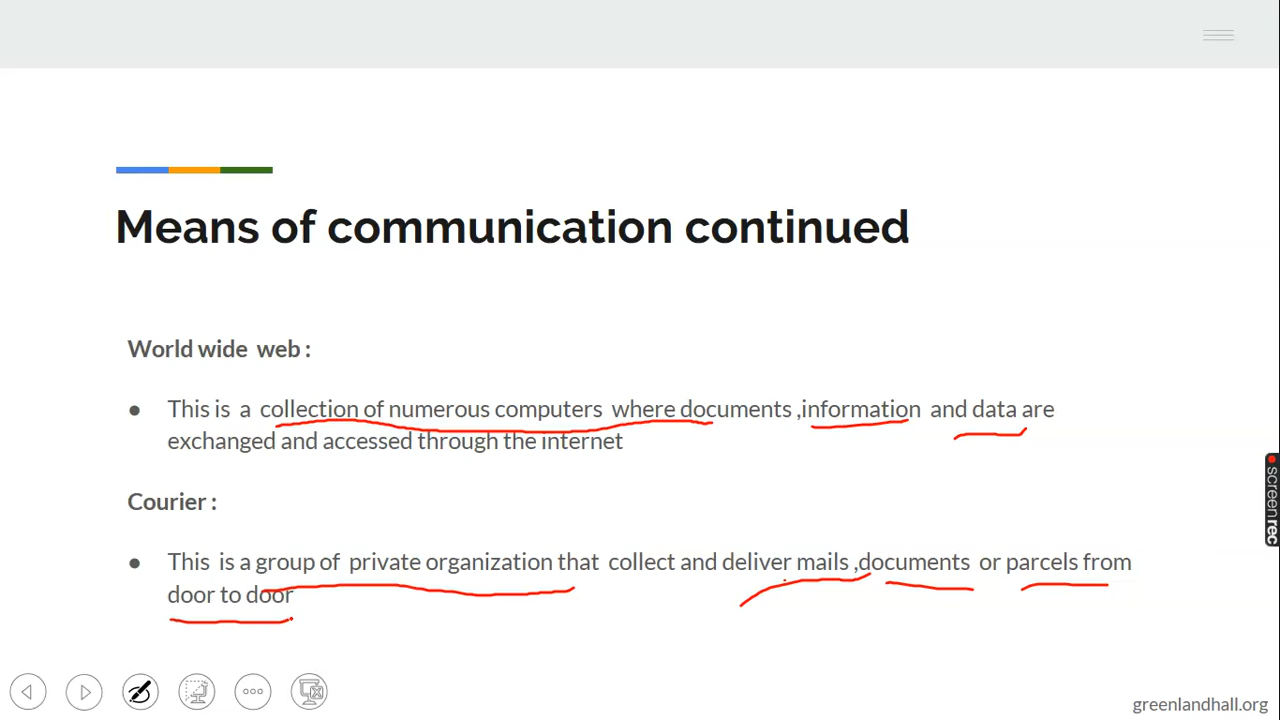 Means of communication continued
World wide web :
This is a collection of numerous computers where documents ,information and data are
exchanged and accessed through the internet
Courier :
This is a group of private organization that collect and deliver mails ,documents or parcels from
door to door
screenrec
greenlandhall.org